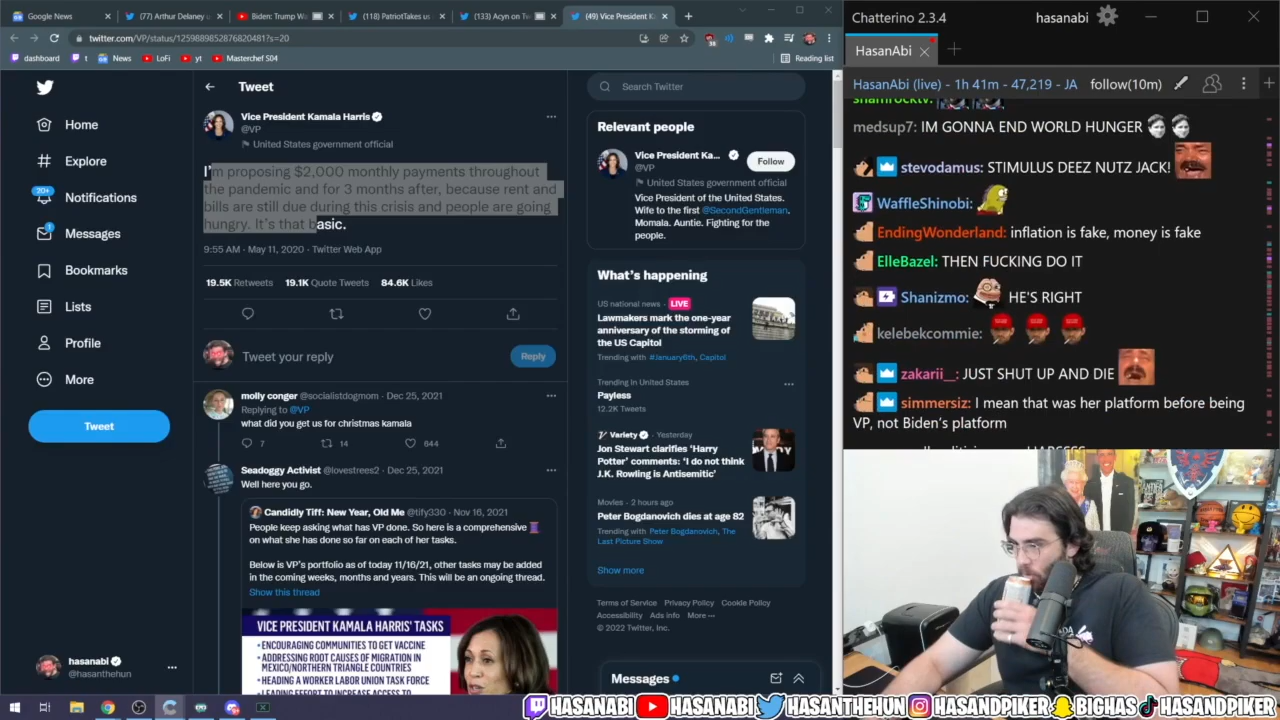 Google News
(77) Arthur Delaney
Biden: Trump Wa
(118) PatriotTakes us
(133) Acyn on Tw
(49) Vice President K
twitter.com/VP/status/1259889852876820481?s=20
dashboard
t
News
LoFi
yt
Masterchef S04
Reading list
Home
Explore
20+
Notifications
Messages
Bookmarks
Lists
Profile
More
Tweet
hasanabi
@hasanthehun
Tweet
Vice President Kamala Harris
@VP
United States government official
I'm proposing $2,000 monthly payments throughout
the pandemic and for 3 months after, because rent and
bills are still due during this crisis and people are going
hungry. It's that basic.
9:55 AM · May 11, 2020 · Twitter Web App
19.5K Retweets 19.1K Quote Tweets 84.6K Likes
Tweet your reply
Reply
molly conger @socialistdogmom · Dec 25, 2021
Replying to @VP
what did you get us for christmas kamala
7 14 644
Seadoggy Activist @lovestrees2 · Dec 25, 2021
Well here you go.
Candidly Tiff: New Year, Old Me @tify330 · Nov 16, 2021
People keep asking what has VP done. So here is a comprehensive
on what she has done so far on each of her tasks.
Below is VP's portfolio as of today 11/16/21, other tasks may be added
in the coming weeks, months and years. This will be an ongoing thread.
Show this thread
VICE PRESIDENT KAMALA HARRIS' TASKS
•ENCOURAGING COMMUNITIES TO GET VACCINE
•ADDRESSING ROOT CAUSES OF MIGRATION IN
MEXICO/NORTHERN TRIANGLE COUNTRIES
•HEADING A WORKER LABOR UNION TASK FORCE
•LEADING EFFORT TO INCREASE ACCESS TO
Search Twitter
Relevant people
Vice President Ka...
@VP
Follow
United States government official
Vice President of the United States.
Wife to the first @SecondGentleman.
Momala. Auntie. Fighting for the
people.
What's happening
US national news · LIVE
Lawmakers mark the one-year
anniversary of the storming of
the US Capitol
Trending with #January6th, Capitol
Trending in United States
Payless
12.2K Tweets
Variety · Yesterday
Jon Stewart clarifies 'Harry
Potter' comments: 'I do not think
J.K. Rowling is Antisemitic'
Movies · 2 hours ago
Peter Bogdanovich dies at age 82
Trending with Peter Bogdanovich, The
Last Picture Show
Show more
Terms of Service Privacy Policy Cookie Policy
Accessibility Ads info More ···
© 2022 Twitter, Inc.
Messages
Chatterino 2.3.4
hasanabi
HasanAbi
HasanAbi (live) - 1h 41m - 47,219 - JA
follow(10m)
shamrocktv:
medsup7: IM GONNA END WORLD HUNGER
stevodamus: STIMULUS DEEZ NUTZ JACK!
WaffleShinobi:
EndingWonderland: inflation is fake, money is fake
ElleBazel: THEN FUCKING DO IT
Shanizmo: HE'S RIGHT
kelebekcommie:
zakarii__: JUST SHUT UP AND DIE
simmersiz: I mean that was her platform before being
VP, not Biden's platform
HASANABI HASANABI HASANTHEHUN HASANDPIKER BIGHAS HASANDPIKER